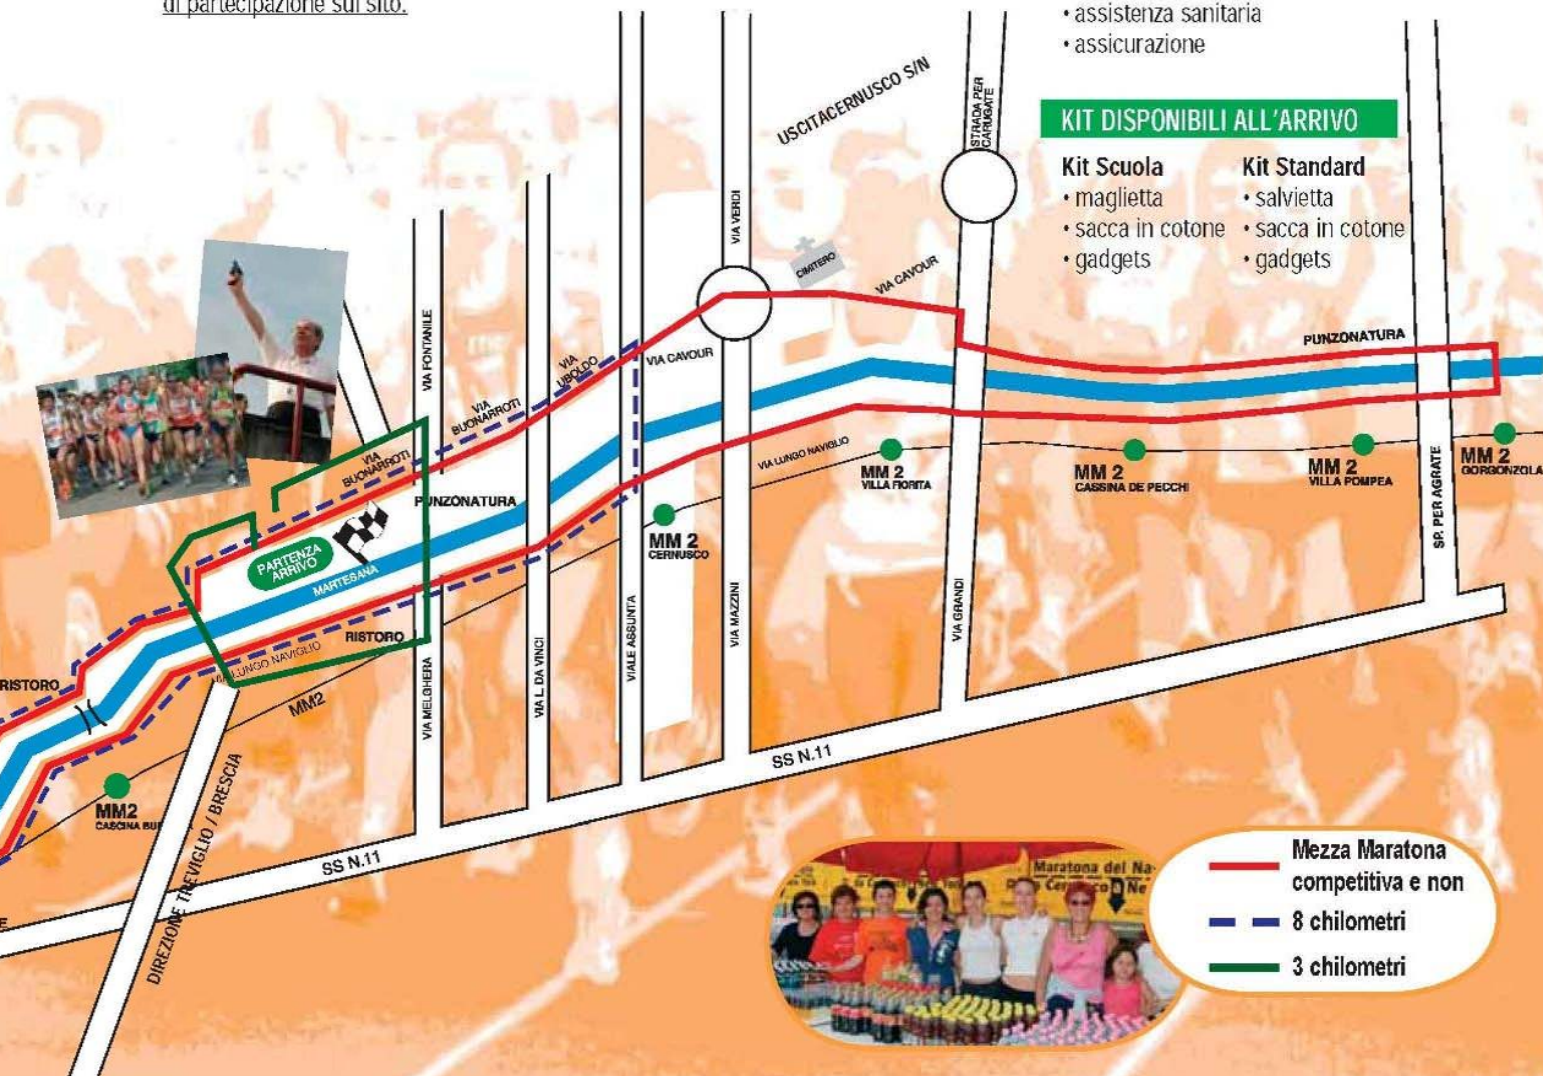 di partecipazione sul sito.
• assistenza sanitaria
• assicurazione
KIT DISPONIBILI ALL'ARRIVO
Kit Scuola
• maglietta
• sacca in cotone
• gadgets
Kit Standard
• salvietta
• sacca in cotone
• gadgets
USCITACERNUSCO S/N
STRADA PER
CARUGATE
VIA VERDI
CIMITERO
VIA CAVOUR
VIA FONTANILE
VIA
UBOLDO
VIA CAVOUR
PUNZONATURA
VIA
BUONARROTI
VIA
BUONARROTI
PUNZONATURA
PARTENZA
ARRIVO
MARTESANA
VIA LUNGO NAVIGLIO
MM 2
VILLA FIORITA
MM 2
CASSINA DE PECCHI
MM 2
VILLA POMPEA
MM 2
GORGONZOLA
SP. PER AGRATE
MM 2
CERNUSCO
RISTORO
VIA LUNGO NAVIGLIO
RISTORO
MM2
VIA MELGHERA
VIA L. DA VINCI
VIALE ASSUNTA
VIA MAZZINI
VIA GRANDI
MM2
CASCINA
SS N.11
SS N.11
DIREZIONE TREVIGLIO / BRESCIA
E
Maratona del Na-
Mezza Maratona
competitiva e non
8 chilometri
3 chilometri